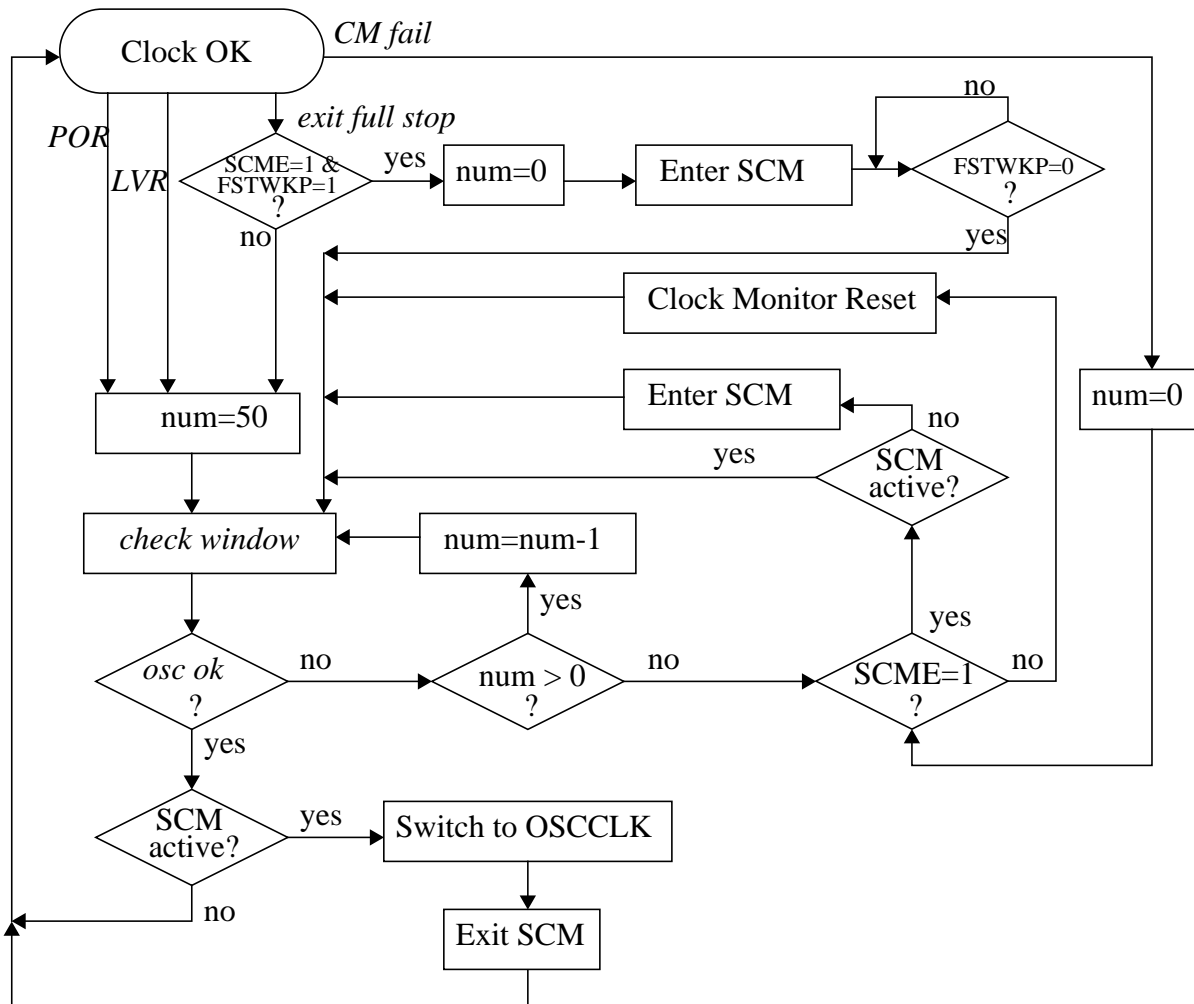 Clock OK
CM fail
no
POR
exit full stop
SCME=1 &
FSTWKP=1
?
yes
num=0
Enter SCM
FSTWKP=0
?
LVR
no
yes
Clock Monitor Reset
num=50
Enter SCM
num=0
no
yes
SCM
active?
check window
num=num-1
yes
yes
osc ok
?
no
num > 0
?
no
SCME=1
?
no
yes
SCM
active?
yes
Switch to OSCCLK
no
Exit SCM